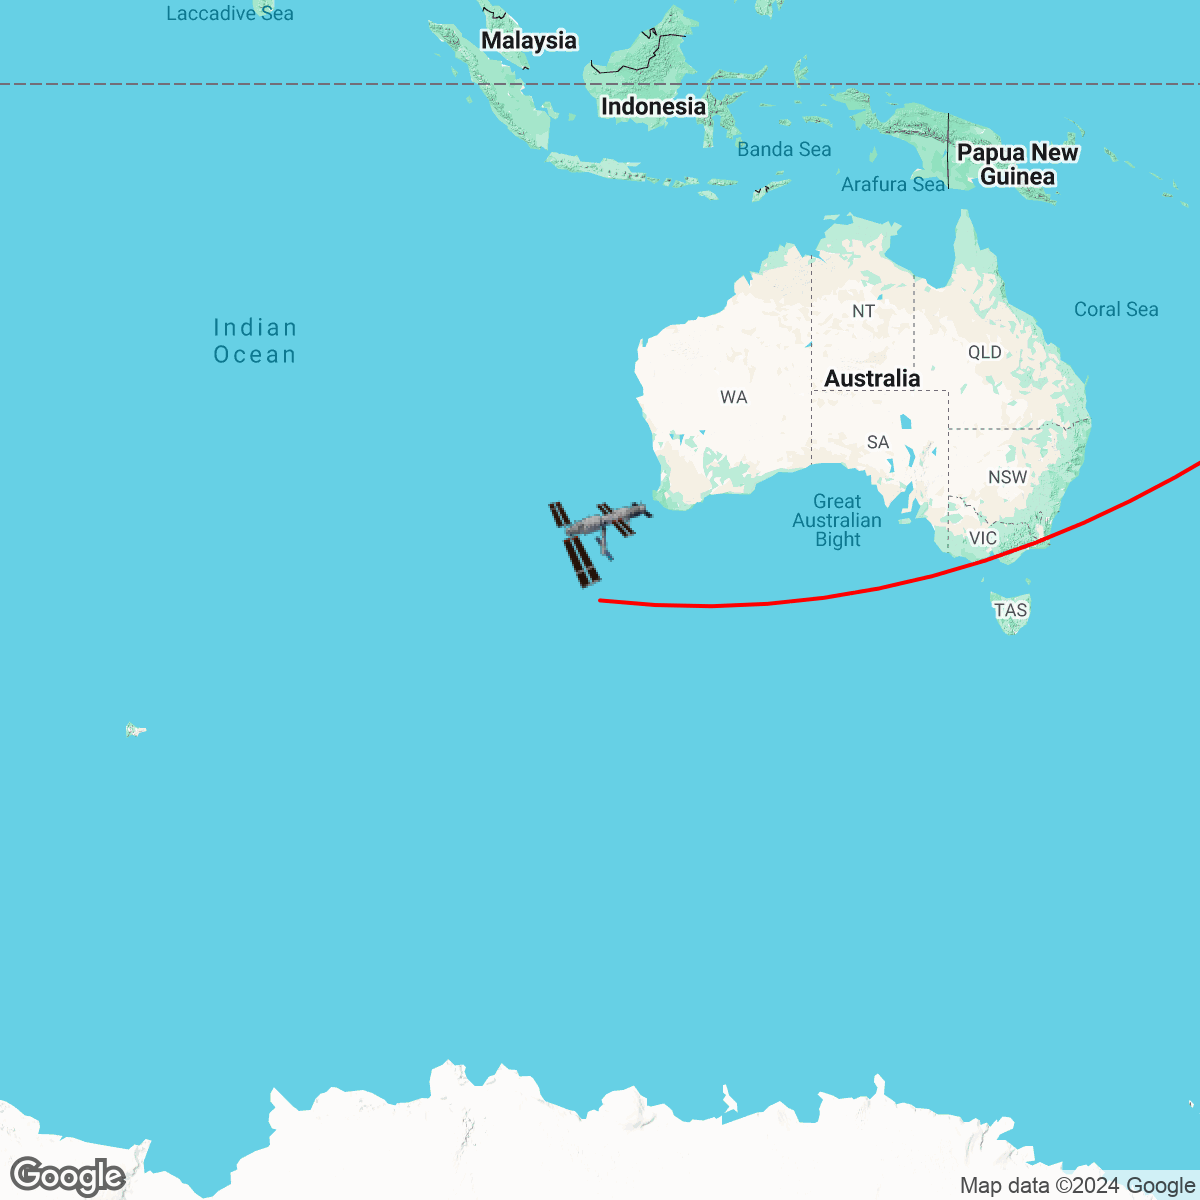 Laccadive Sea
Malaysia
Indonesia
Banda Sea
Papua New
Guinea
Arafura Sea
Coral Sea
NT
Indian
Ocean
QLD
Australia
WA
SA
NSW
Great
Australian
Bight
VIC
TAS
Google
Map data ©2024 Google